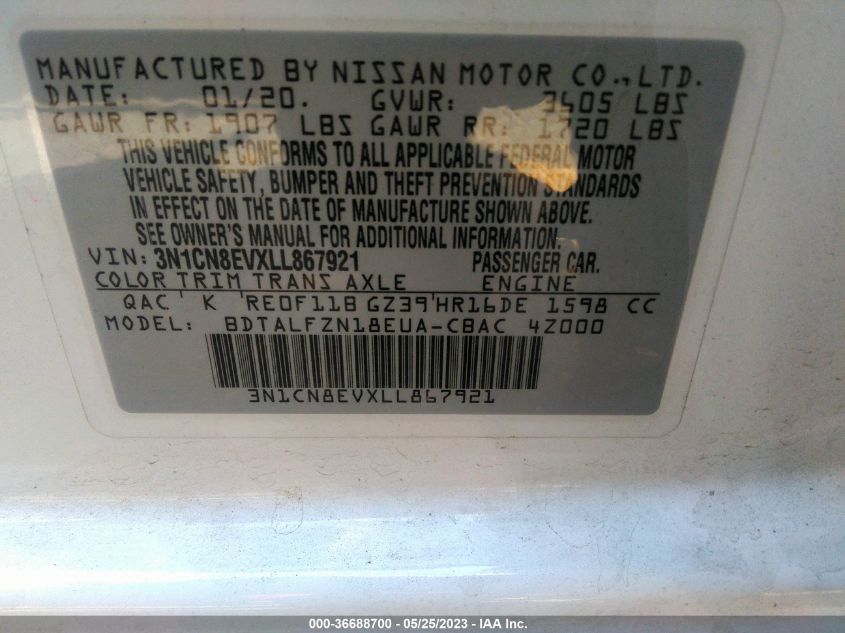 MANUFACTURED BY NISSAN MOTOR CO., LTD.
DATE: 01/20. GVWR: 3605 LBS
GAWR FR: 1907 LBS GAWR RR: 1720 LBS
THIS VEHICLE CONFORMS TO ALL APPLICABLE FEDERAL MOTOR
VEHICLE SAFETY, BUMPER AND THEFT PREVENTION STANDARDS
IN EFFECT ON THE DATE OF MANUFACTURE SHOWN ABOVE.
SEE OWNER'S MANUAL FOR ADDITIONAL INFORMATION.
VIN: 3N1CN8EVXLL867921 PASSENGER CAR.
COLOR TRIM TRANS AXLE ENGINE
QAC K RE0F11B GZ39 HR16DE 1598 CC
MODEL: BDTALFZN18EUA-CBAC 4Z000
3N1CN8EVXLL867921
000-36688700 - 05/25/2023 - IAA Inc.